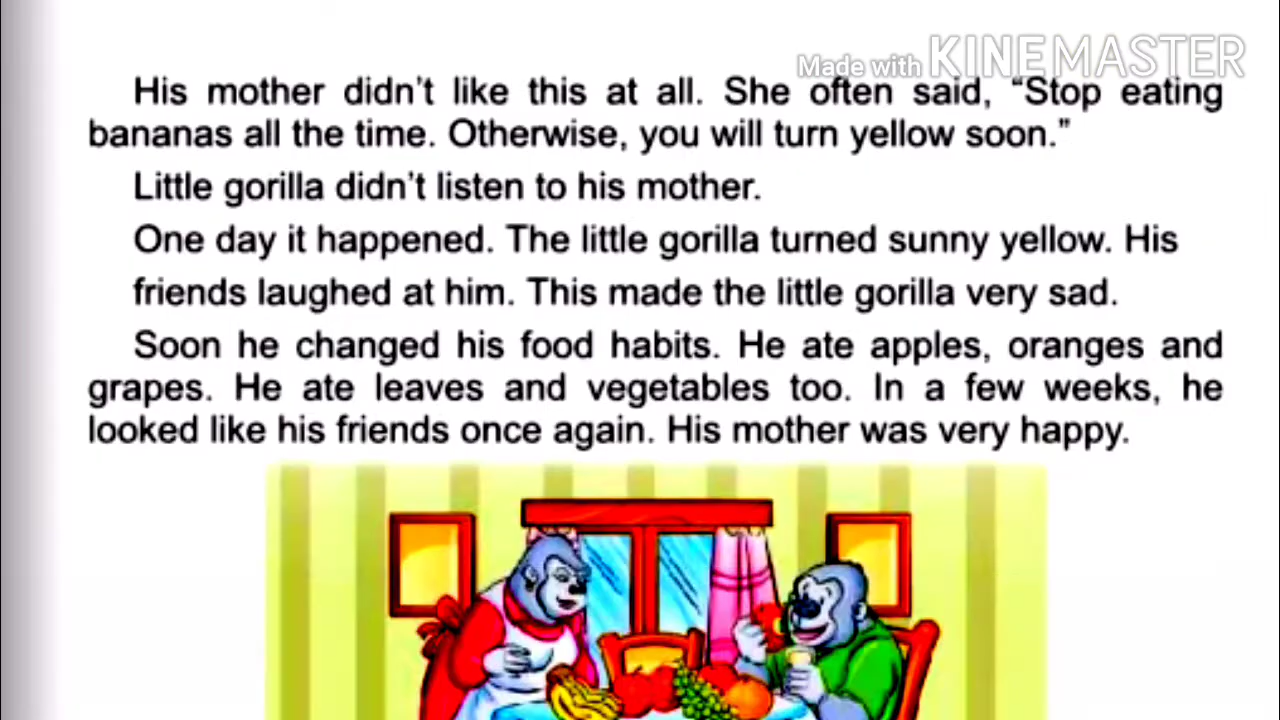 Made with KINEMASTER
His mother didn't like this at all. She often said, “Stop eating
bananas all the time. Otherwise, you will turn yellow soon.”
Little gorilla didn't listen to his mother.
One day it happened. The little gorilla turned sunny yellow. His
friends laughed at him. This made the little gorilla very sad.
Soon he changed his food habits. He ate apples, oranges and
grapes. He ate leaves and vegetables too. In a few weeks, he
looked like his friends once again. His mother was very happy.